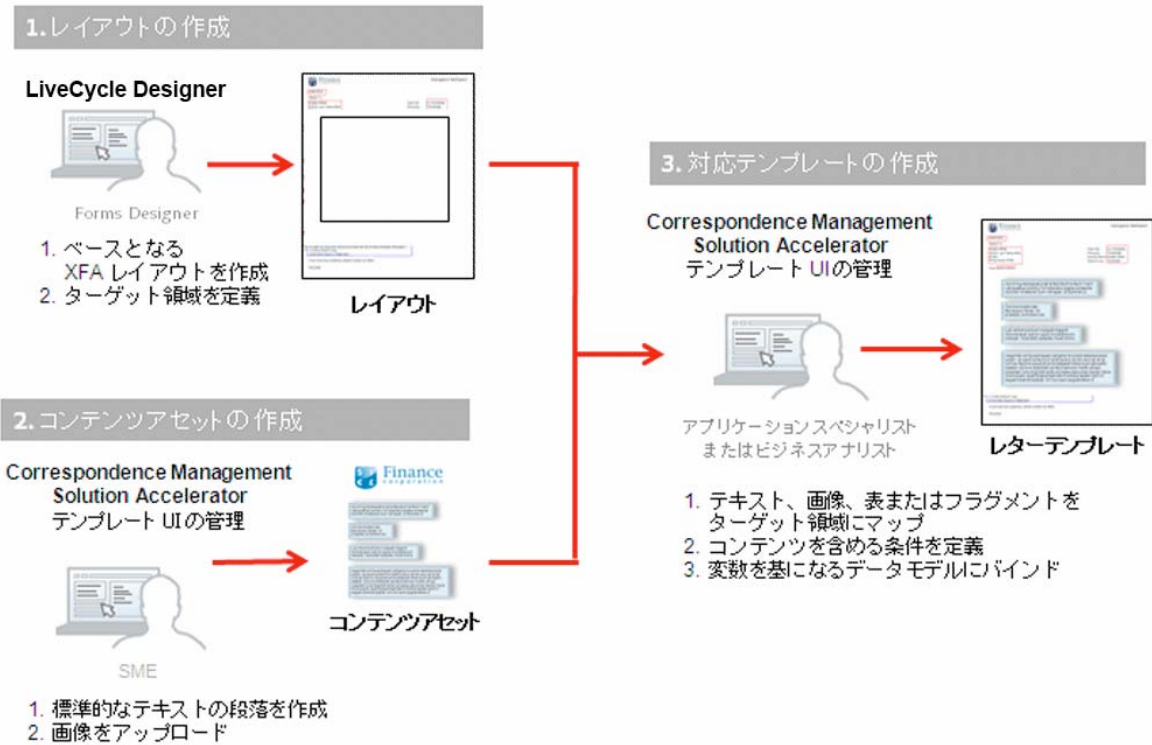 1.レイアウトの作成
LiveCycle Designer
Forms Designer
1. ベースとなる
XFA レイアウトを作成
2. ターゲット領域を定義
レイアウト
2.コンテンツアセットの作成
Correspondence Management
Solution Accelerator
テンプレート UIの管理
SME
1. 標準的なテキストの段落を作成
2. 画像をアップロード
Finance
corporation
コンテンツアセット
3.対応テンプレートの作成
Correspondence Management
Solution Accelerator
テンプレート UIの管理
アプリケーションスペシャリスト
またはビジネスアナリスト
1. テキスト、画像、表またはフラグメントを
ターゲット領域にマップ
2. コンテンツを含める条件を定義
3. 変数を基になるデータモデルにバインド
レターテンプレート